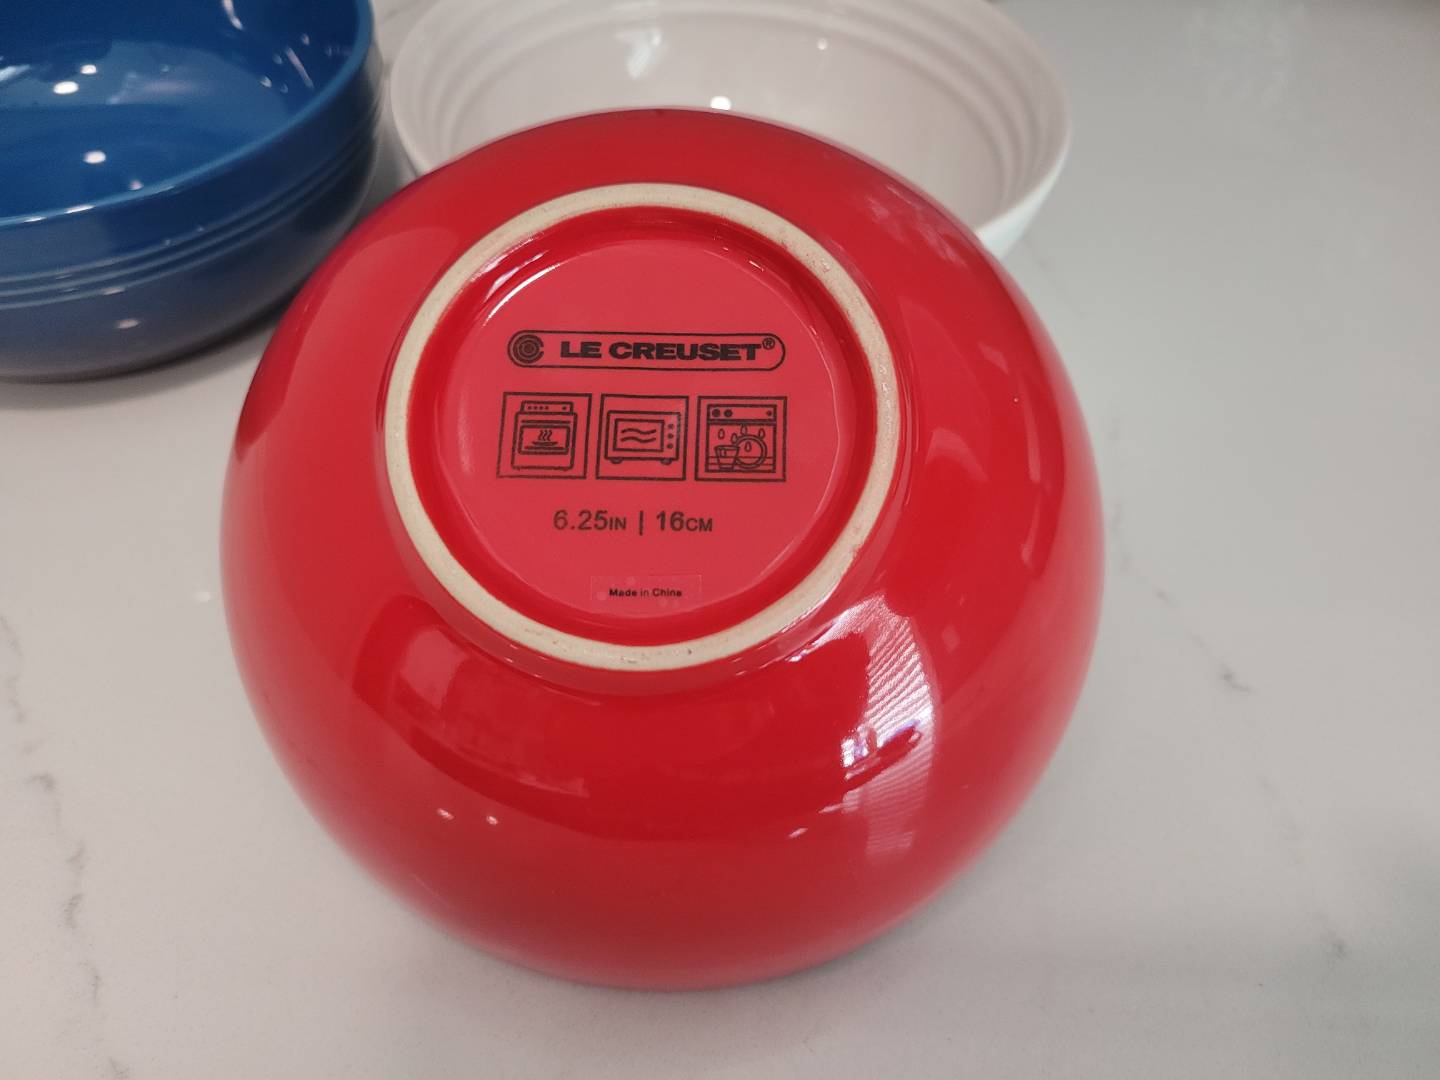 LE CREUSET®
6.25IN | 16CM
Made in China